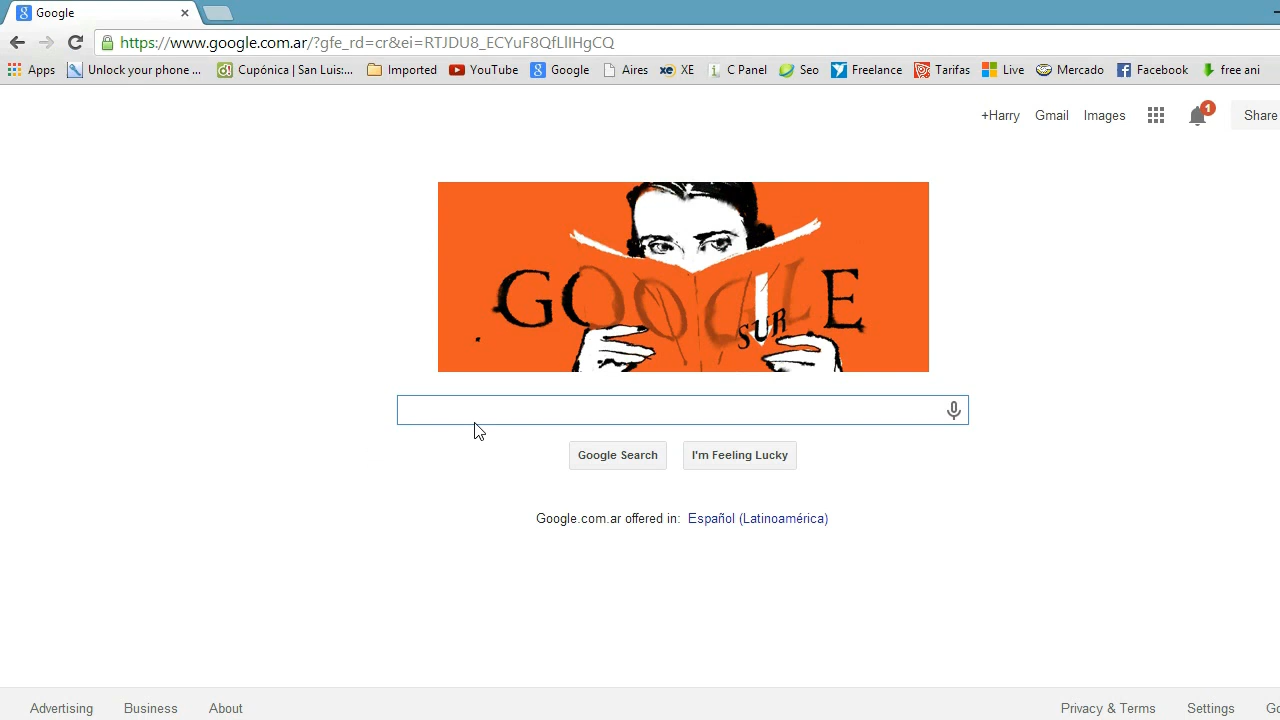 Google
https://www.google.com.ar/?gfe_rd=cr&ei=RTJDU8_ECYuF8QfLlIHgCQ
Apps Unlock your phone... Cupónica | San Luis:... Imported YouTube Google Aires XE C Panel Seo Freelance Tarifas Live Mercado Facebook free ani
+Harry Gmail Images 1 Share
GOOGLE
SUR
Google Search I'm Feeling Lucky
Google.com.ar offered in: Español (Latinoamérica)
Advertising Business About Privacy & Terms Settings